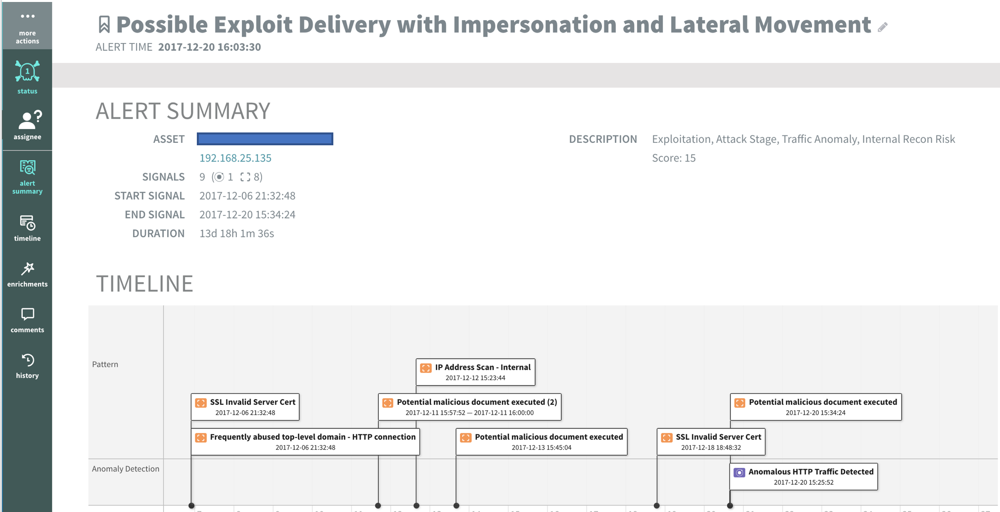 more
actions
1
status
?
assignee
alert
summary
timeline
enrichments
comments
history
Possible Exploit Delivery with Impersonation and Lateral Movement
ALERT TIME 2017-12-20 16:03:30
ALERT SUMMARY
ASSET
192.168.25.135
SIGNALS 9 ( 1 8)
START SIGNAL 2017-12-06 21:32:48
END SIGNAL 2017-12-20 15:34:24
DURATION 13d 18h 1m 36s
DESCRIPTION Exploitation, Attack Stage, Traffic Anomaly, Internal Recon Risk
Score: 15
TIMELINE
Pattern
IP Address Scan - Internal
2017-12-12 15:23:44
SSL Invalid Server Cert
2017-12-06 21:32:48
Potential malicious document executed (2)
2017-12-11 15:57:52 — 2017-12-11 16:00:00
Potential malicious document executed
2017-12-20 15:34:24
Frequently abused top-level domain - HTTP connection
2017-12-06 21:32:48
Potential malicious document executed
2017-12-13 15:45:04
SSL Invalid Server Cert
2017-12-18 18:48:32
Anomaly Detection
Anomalous HTTP Traffic Detected
2017-12-20 15:25:52